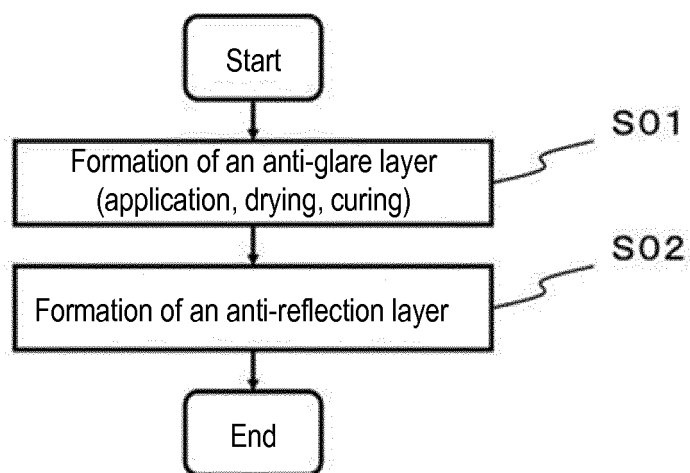 Start
S01
Formation of an anti-glare layer
(application, drying, curing)
S02
Formation of an anti-reflection layer
End